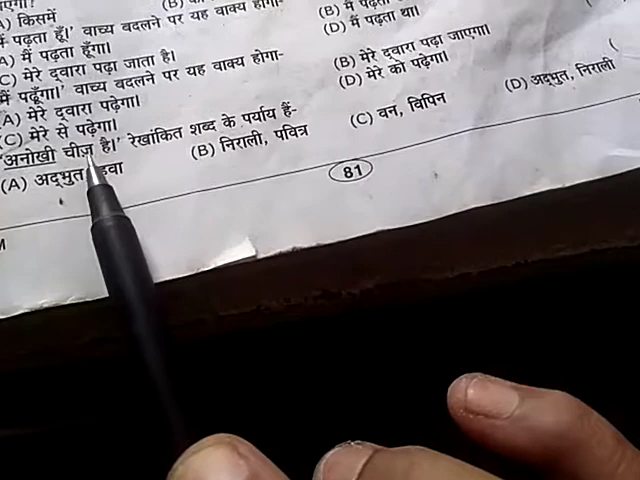 (A) किसमें (B)
मैं पढ़ता हूँ।' वाच्य बदलने पर यह वाक्य होगा- (B) मैं
(A) मैं पढ़ता हूँगा। (D) मैं पढ़ता था।
(C) मेरे द्वारा पढ़ा जाता है।
मैं पढूँगा।' वाच्य बदलने पर यह वाक्य होगा- (B) मेरे द्वारा पढ़ा जाएगा।
(A) मेरे द्वारा पढ़ेगा। (D) मेरे को पढ़ेगा।
(C) मेरे से पढ़ेगा।
'अनोखी चीज़ है।' रेखांकित शब्द के पर्याय हैं-
(A) अद्भुत (B) निराली, पवित्र (C) वन, विपिन (D) अद्भुत, निराली
81
M